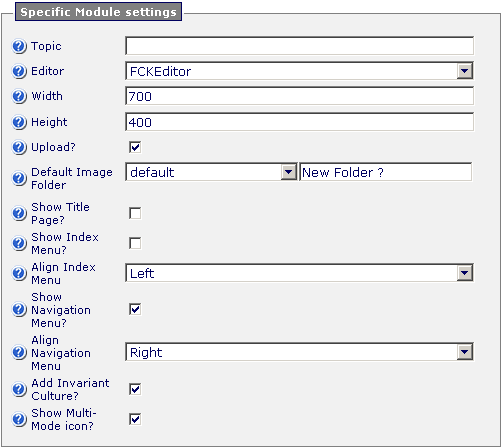 Specific Module settings
Topic
Editor FCKEditor
Width 700
Height 400
Upload?
Default Image
Folder
default New Folder ?
Show Title
Page?
Show Index
Menu?
Align Index
Menu
Left
Show
Navigation
Menu?
Align
Navigation
Menu
Right
Add Invariant
Culture?
Show Multi-
Mode icon?